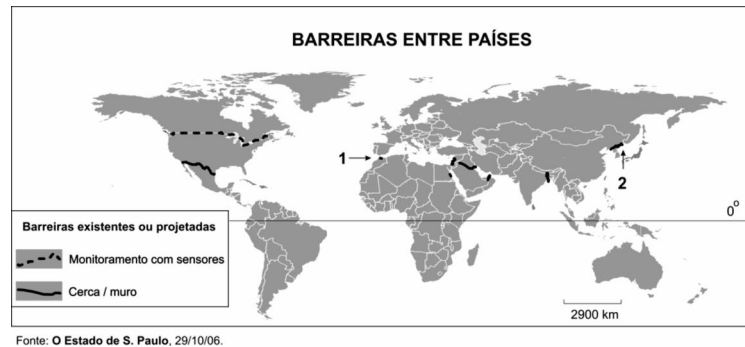 BARREIRAS ENTRE PAÍSES
1
2
0º
Barreiras existentes ou projetadas
Monitoramento com sensores
Cerca / muro
2900 km
Fonte: O Estado de S. Paulo, 29/10/06.